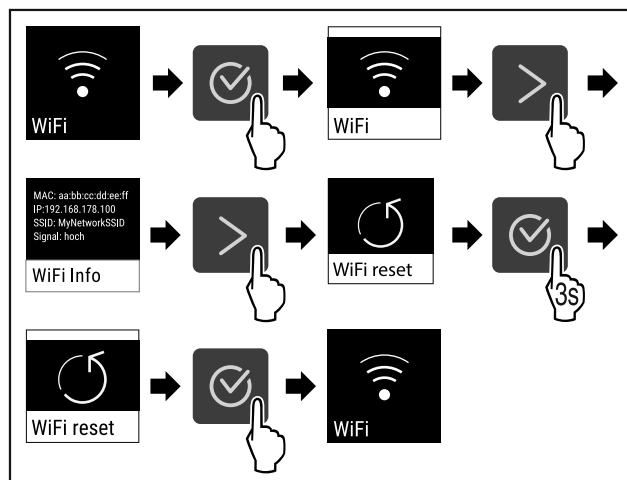 WiFi
WiFi
MAC: aa:bb:cc:dd:ee:ff
IP:192.168.178.100
SSID: MyNetworkSSID
Signal: hoch
WiFi Info
WiFi reset
3s
WiFi reset
WiFi